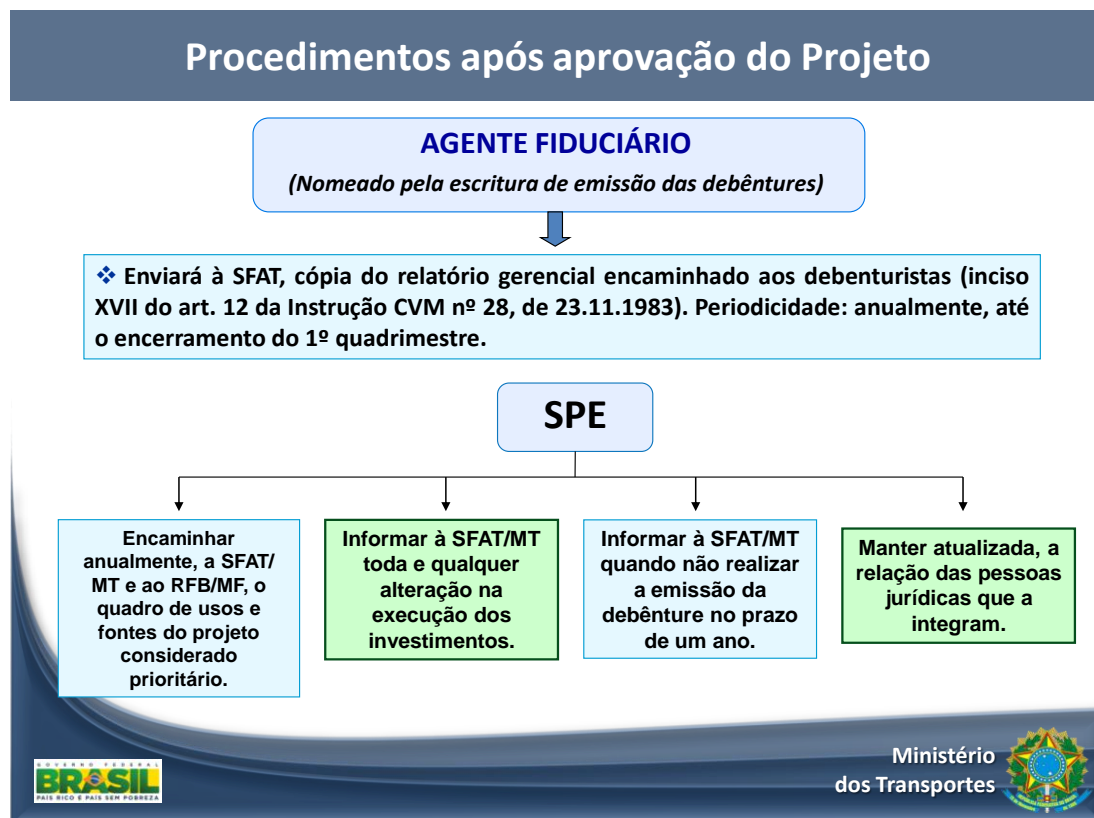 Procedimentos após aprovação do Projeto
AGENTE FIDUCIÁRIO
(Nomeado pela escritura de emissão das debêntures)
❖ Enviará à SFAT, cópia do relatório gerencial encaminhado aos debenturistas (inciso
XVII do art. 12 da Instrução CVM nº 28, de 23.11.1983). Periodicidade: anualmente, até
o encerramento do 1º quadrimestre.
SPE
Encaminhar
anualmente, a SFAT/
MT e ao RFB/MF, o
quadro de usos e
fontes do projeto
considerado
prioritário.
Informar à SFAT/MT
toda e qualquer
alteração na
execução dos
investimentos.
Informar à SFAT/MT
quando não realizar
a emissão da
debênture no prazo
de um ano.
Manter atualizada, a
relação das pessoas
jurídicas que a
integram.
GOVERNO FEDERAL
BRASIL
PAÍS RICO É PAÍS SEM POBREZA
Ministério
dos Transportes